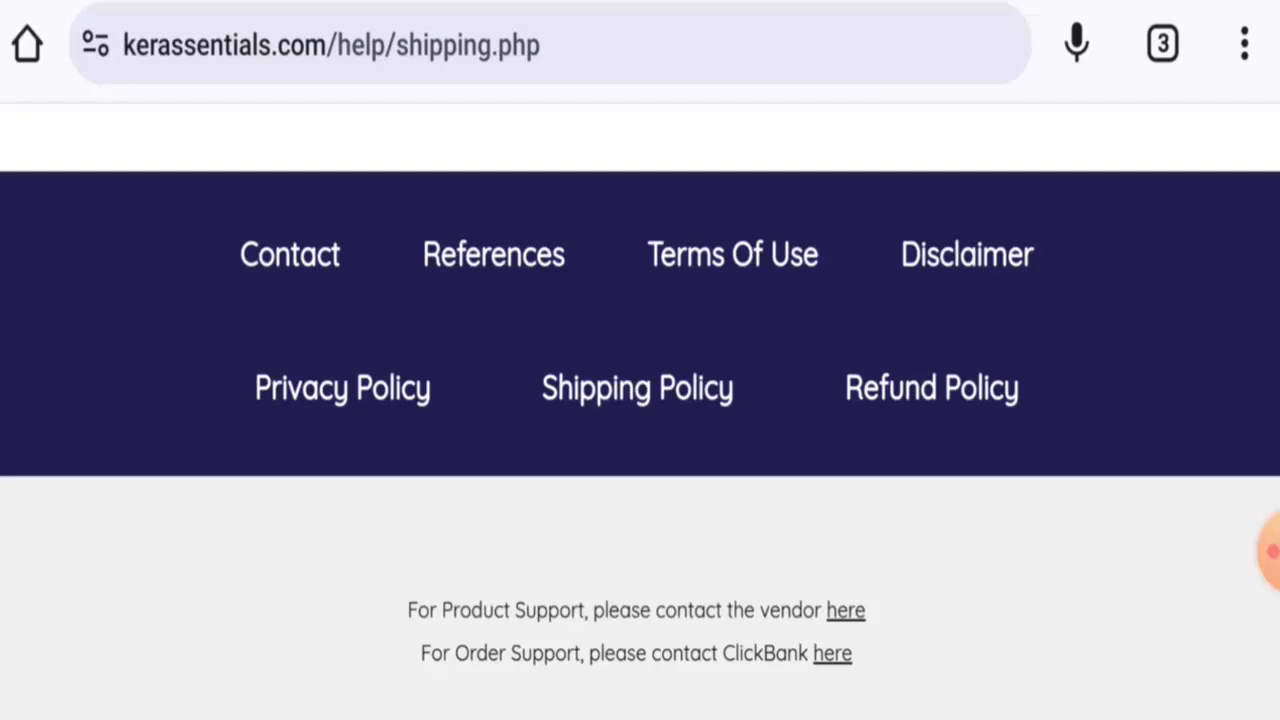 kerassentials.com/help/shipping.php
3
Contact References Terms Of Use Disclaimer
Privacy Policy Shipping Policy Refund Policy
For Product Support, please contact the vendor here
For Order Support, please contact ClickBank here